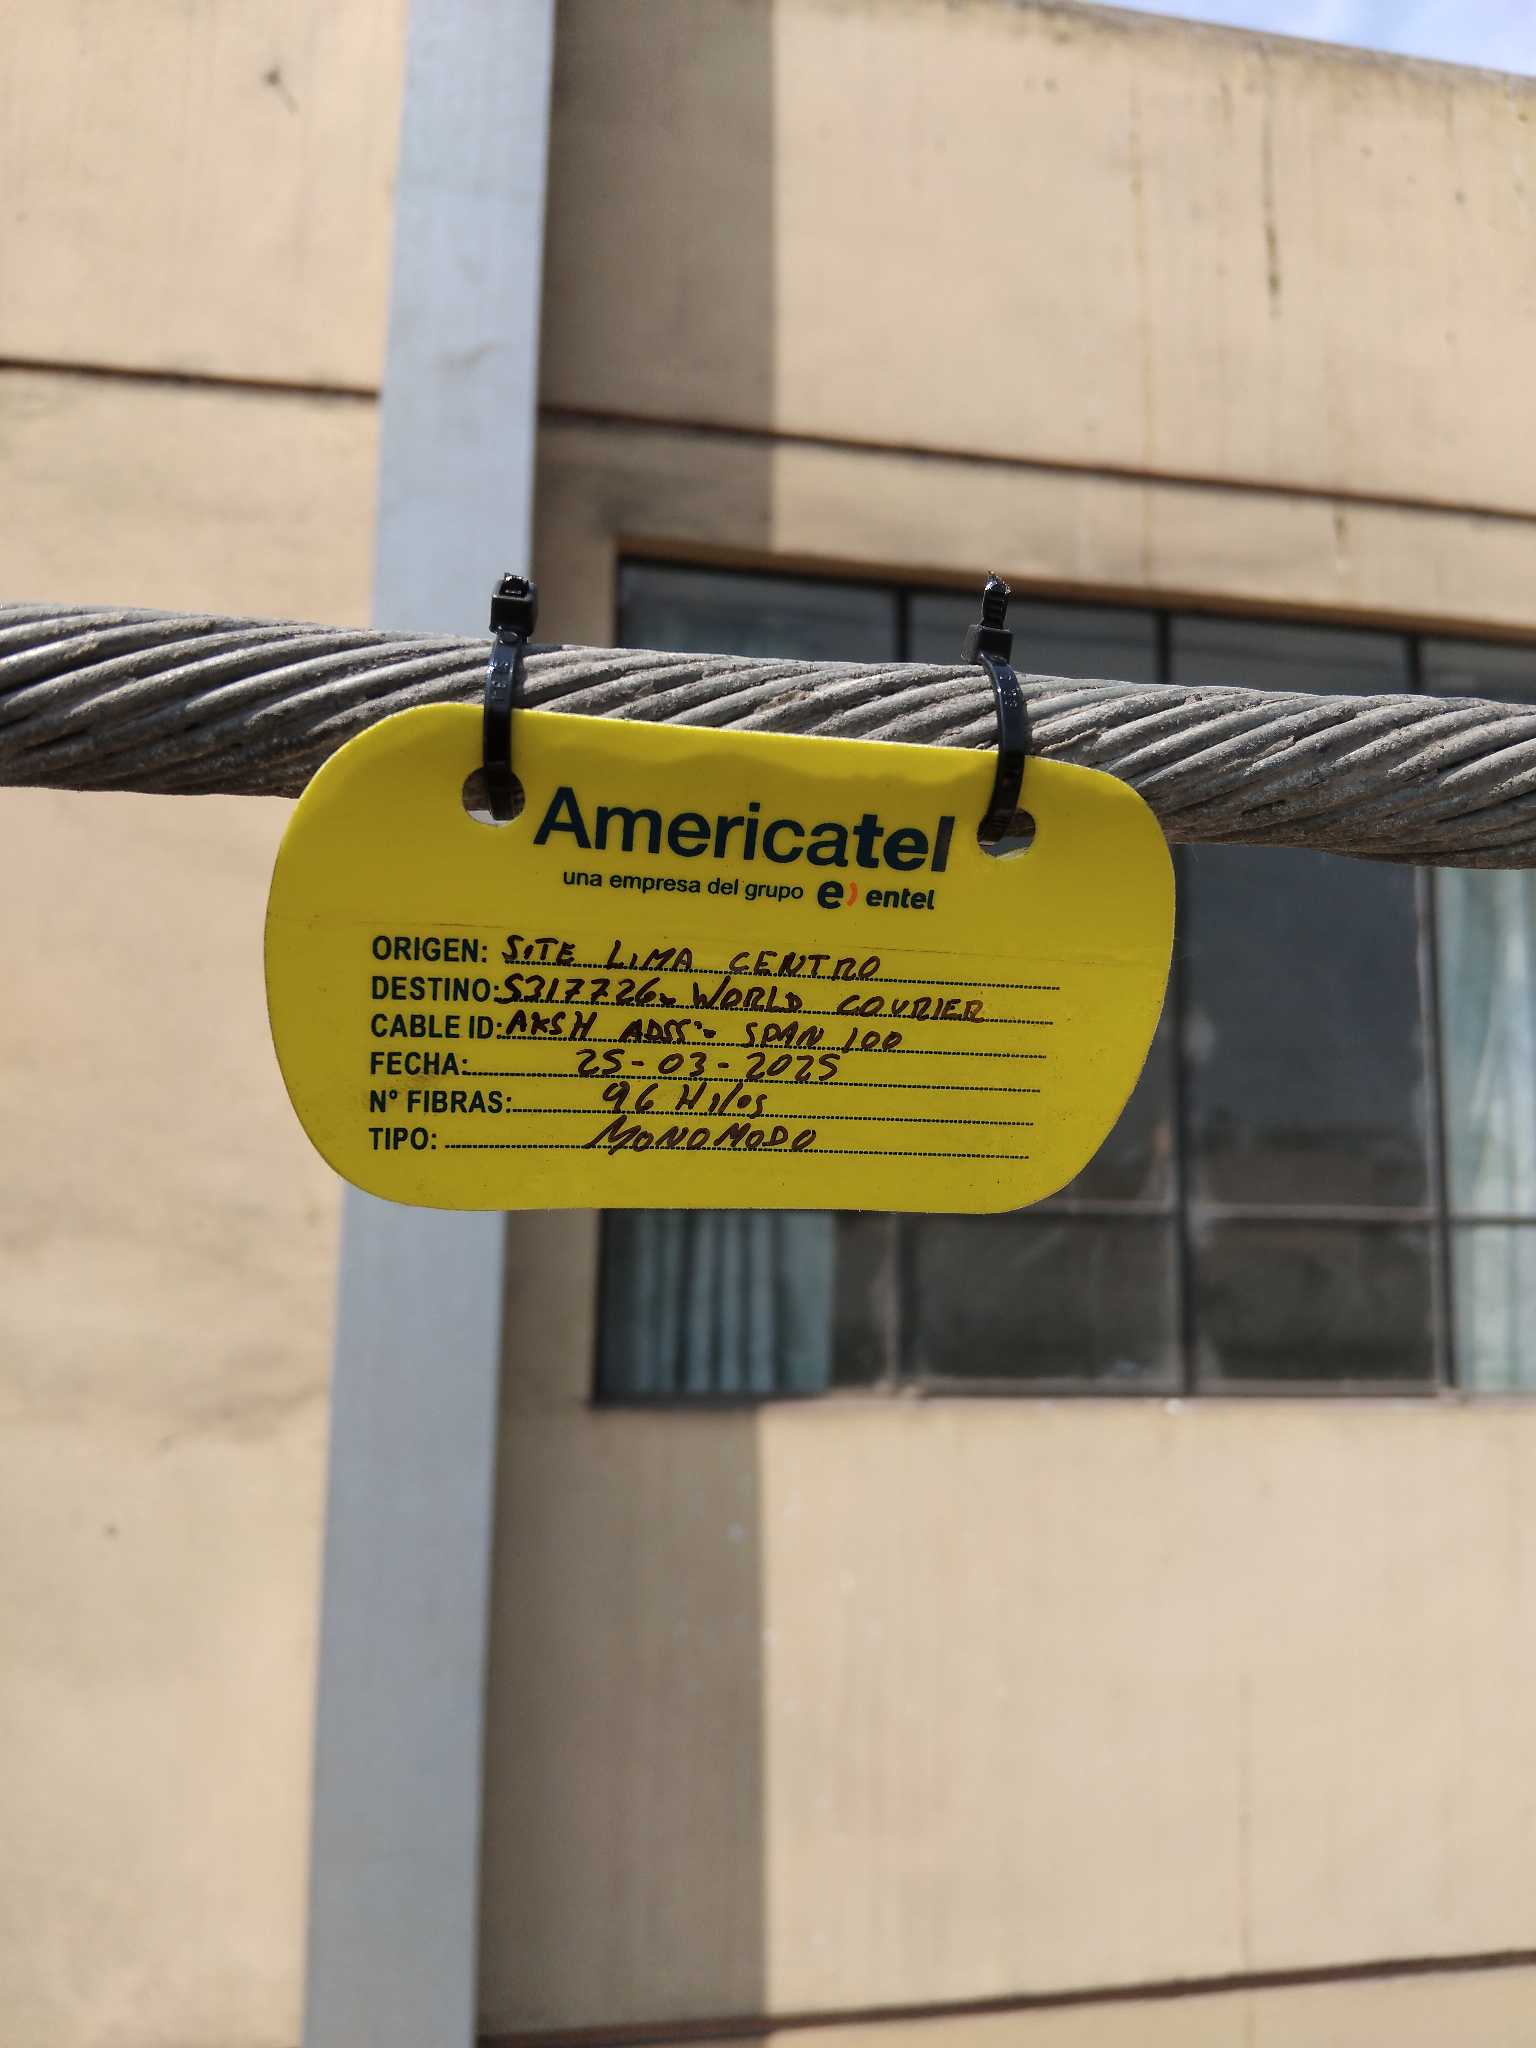 Americatel
una empresa del grupo e) entel
ORIGEN: SITE LIMA CENTRO
DESTINO: S317726- WORLD COURIER
CABLE ID: AKSH ADSS - SPAN 100
FECHA: 25-03-2025
N° FIBRAS: 96 Hilos
TIPO: MONOMODO